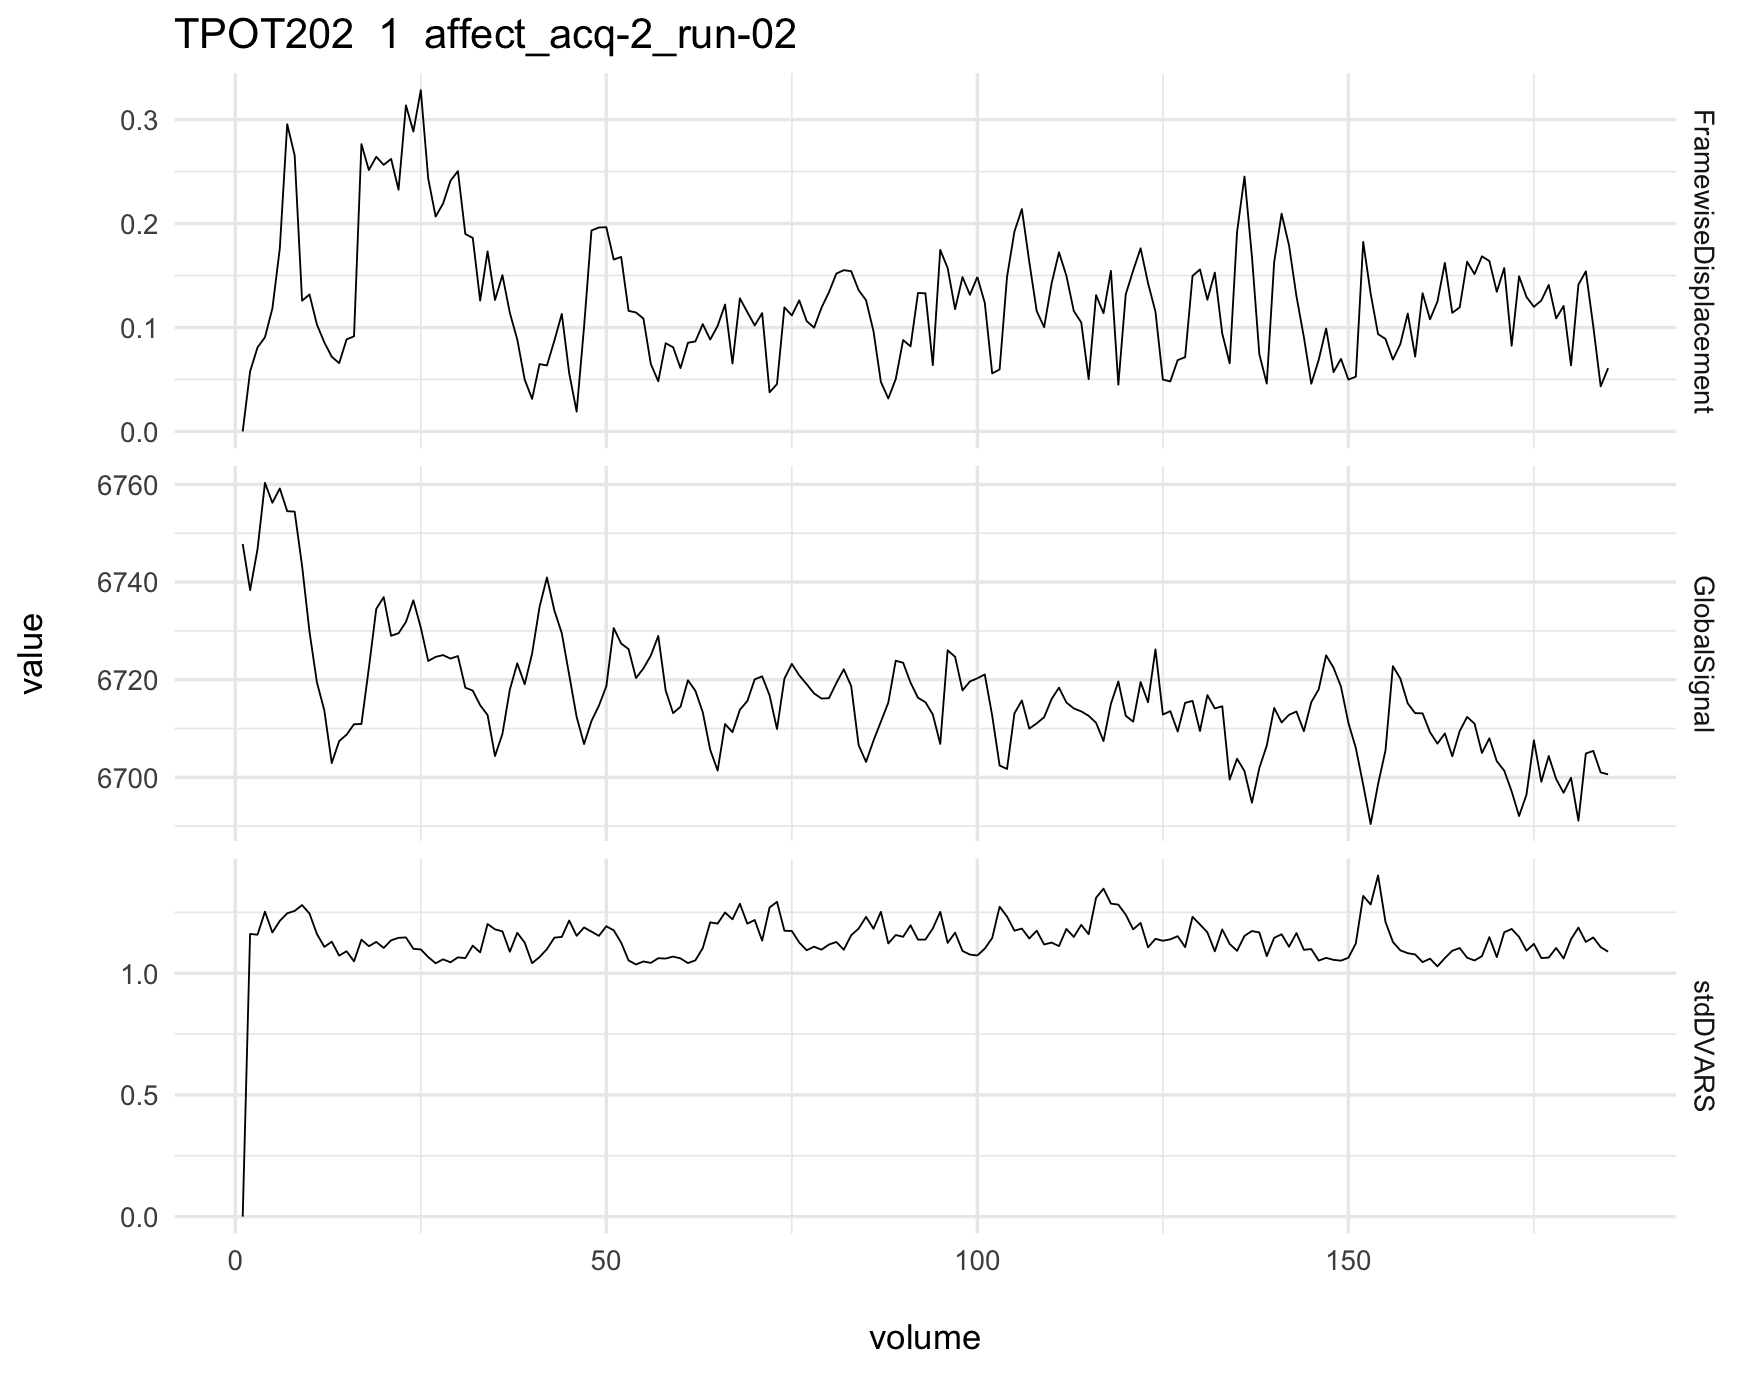 TPOT202 1 affect_acq-2_run-02
0.3
0.2
0.1
0.0
FramewiseDisplacement
6760
6740
6720
6700
GlobalSignal
value
1.0
0.5
0.0
stdDVARS
0 50 100 150
volume